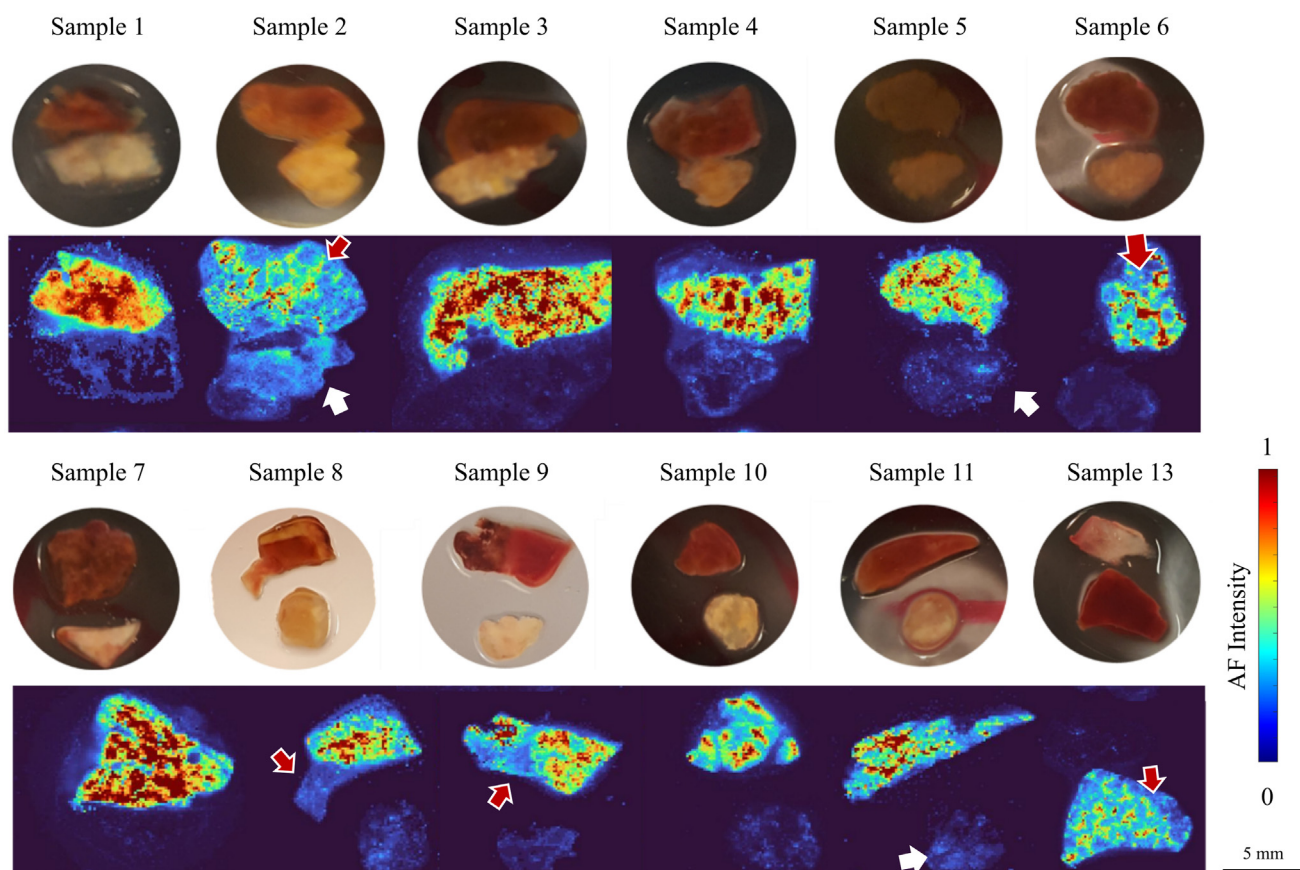 Sample 1 Sample 2 Sample 3 Sample 4 Sample 5 Sample 6
Sample 7 Sample 8 Sample 9 Sample 10 Sample 11 Sample 13
1
AF Intensity
0
5 mm